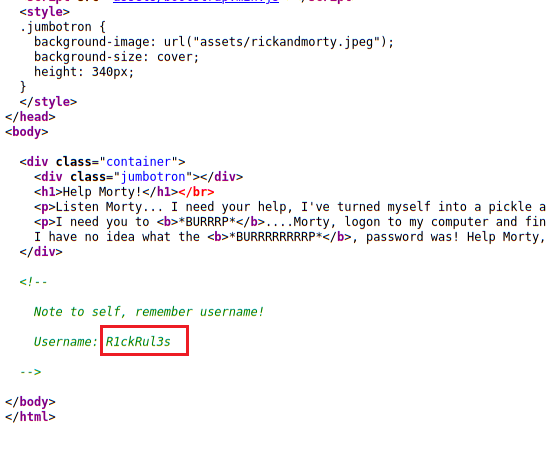 <style>
.jumbotron {
background-image: url("assets/rickandmorty.jpeg");
background-size: cover;
height: 340px;
}
</style>
</head>
<body>
<div class="container">
<div class="jumbotron"></div>
<h1>Help Morty!</h1></br>
<p>Listen Morty... I need your help, I've turned myself into a pickle a
<p>I need you to <b>*BURRRP*</b>....Morty, logon to my computer and fin
I have no idea what the <b>*BURRRRRRRRP*</b>, password was! Help Morty,
</div>
<!--
Note to self, remember username!
Username: R1ckRul3s
-->
</body>
</html>